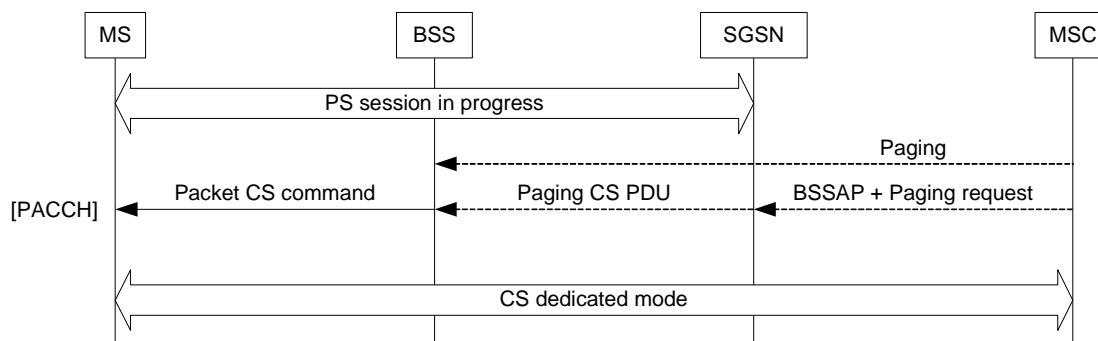 MS
BSS
SGSN
MSC
PS session in progress
Paging
[PACCH]
Packet CS command
Paging CS PDU
BSSAP + Paging request
CS dedicated mode